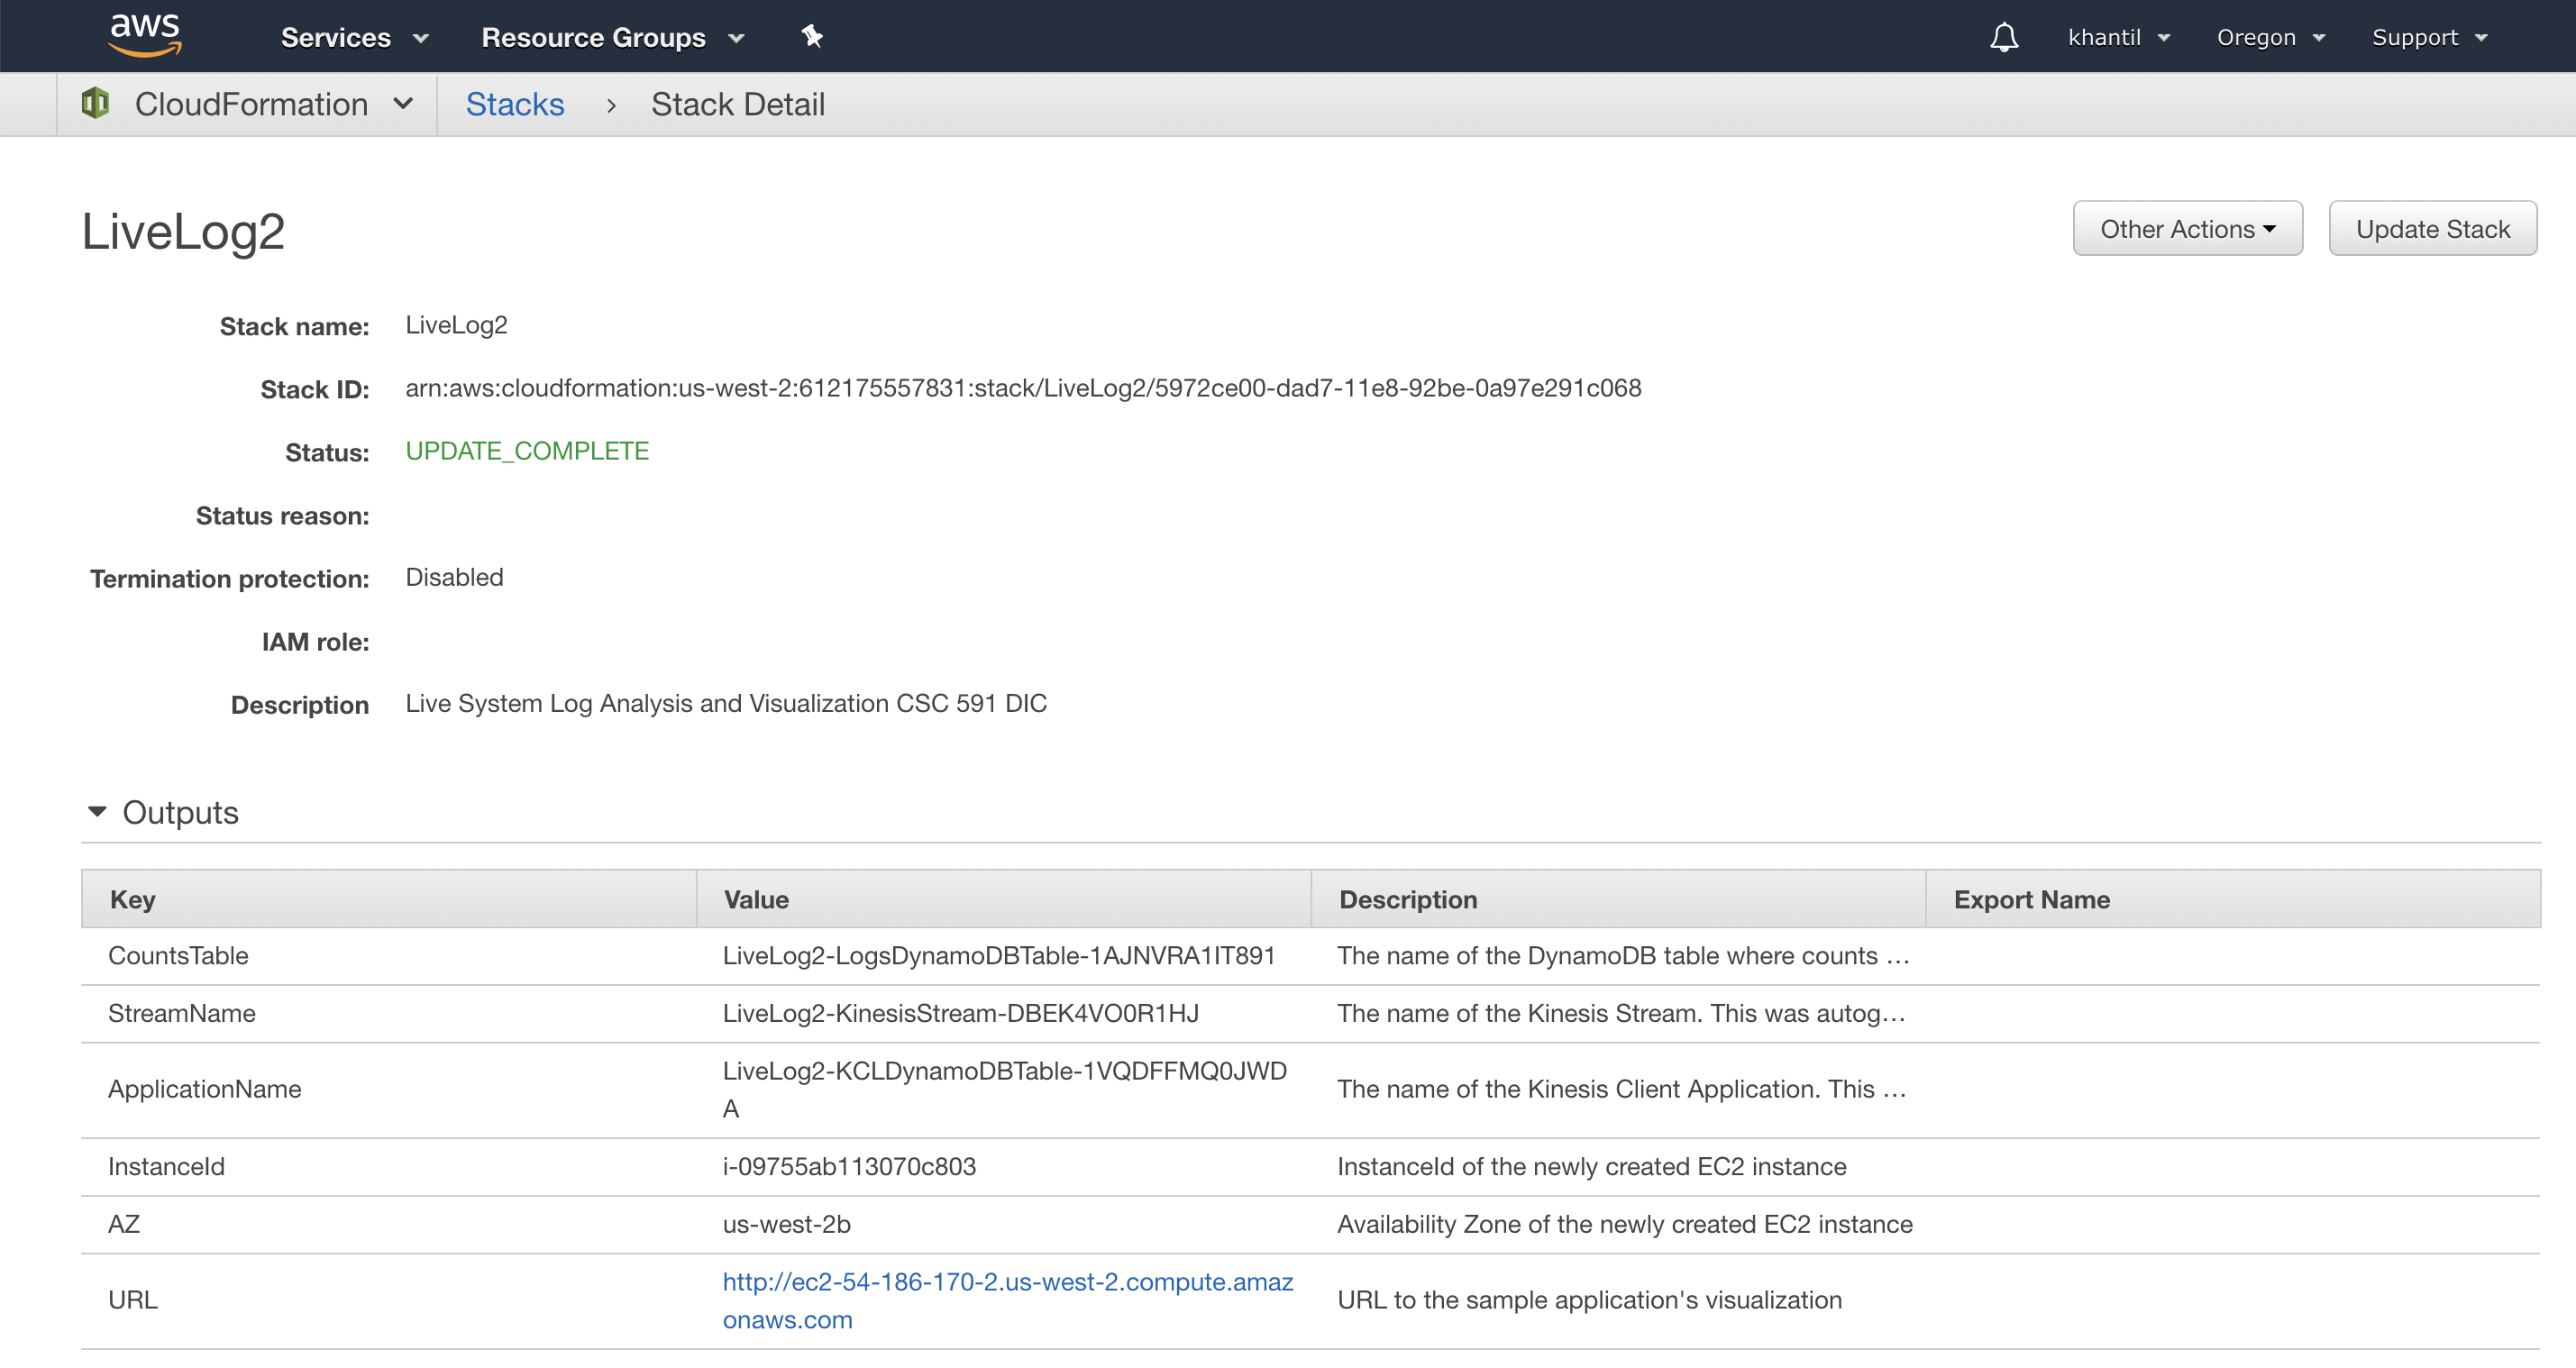 aws Services Resource Groups khantil Oregon Support
CloudFormation Stacks > Stack Detail
LiveLog2 Other Actions Update Stack
Stack name: LiveLog2
Stack ID: arn:aws:cloudformation:us-west-2:612175557831:stack/LiveLog2/5972ce00-dad7-11e8-92be-0a97e291c068
Status: UPDATE_COMPLETE
Status reason:
Termination protection: Disabled
IAM role:
Description Live System Log Analysis and Visualization CSC 591 DIC
Outputs
Key Value Description Export Name
CountsTable LiveLog2-LogsDynamoDBTable-1AJNVRA1IT891 The name of the DynamoDB table where counts ...
StreamName LiveLog2-KinesisStream-DBEK4VO0R1HJ The name of the Kinesis Stream. This was autog...
ApplicationName LiveLog2-KCLDynamoDBTable-1VQDFFMQ0JWD
A The name of the Kinesis Client Application. This ...
InstanceId i-09755ab113070c803 InstanceId of the newly created EC2 instance
AZ us-west-2b Availability Zone of the newly created EC2 instance
URL http://ec2-54-186-170-2.us-west-2.compute.amaz
onaws.com URL to the sample application's visualization